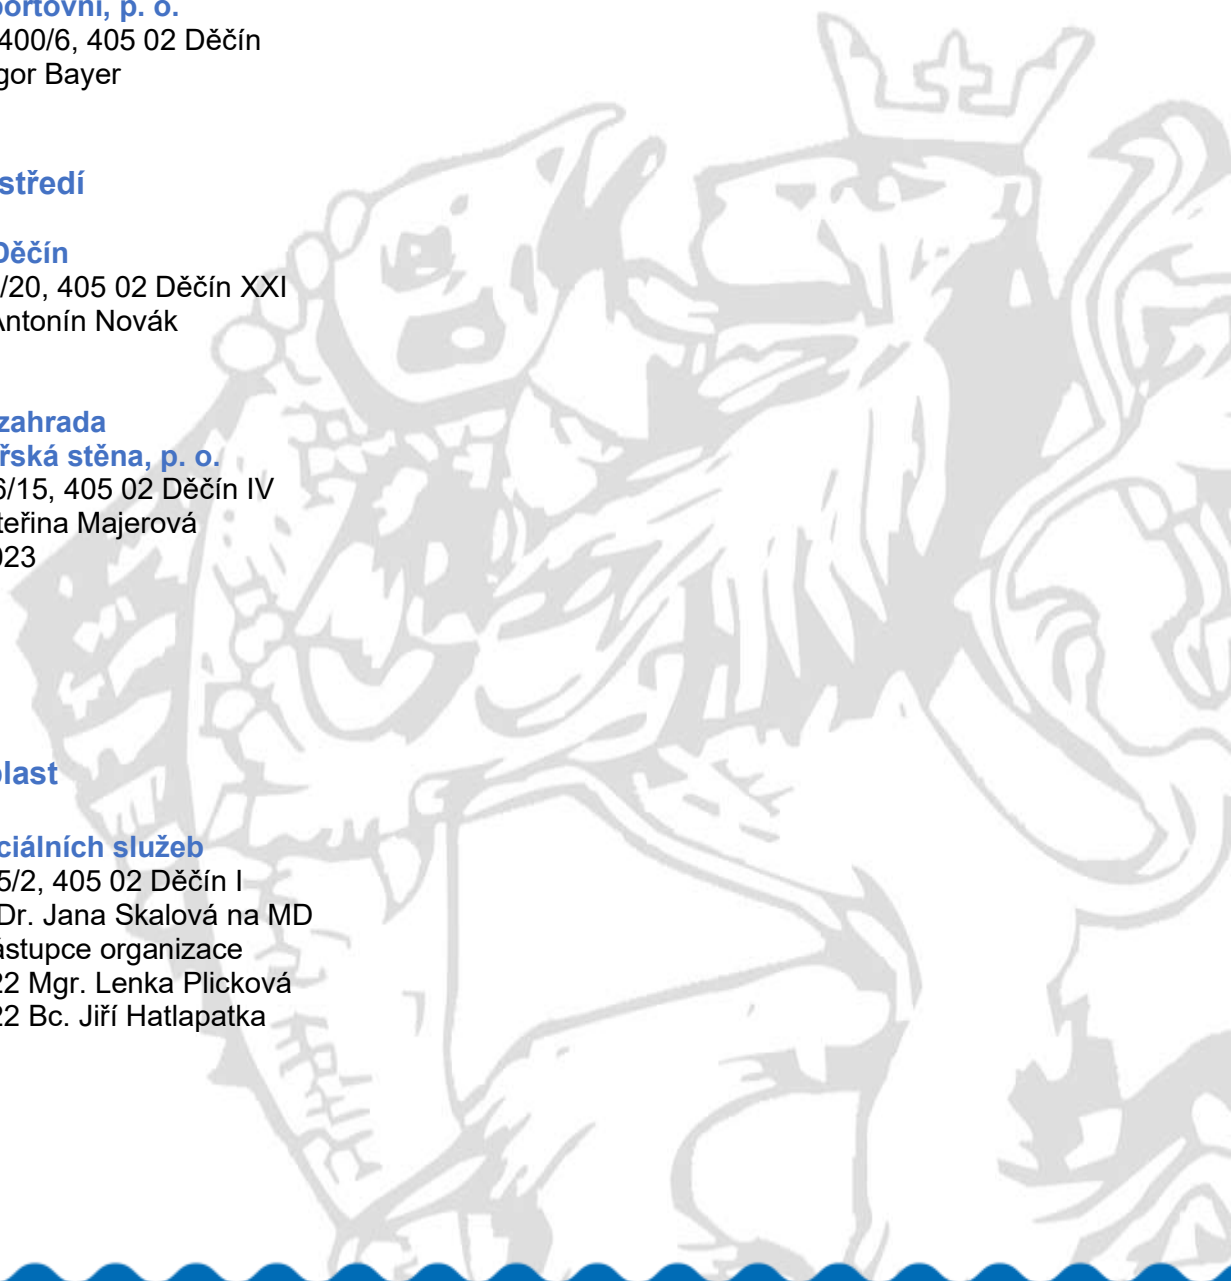 portovní, p. o.
400/6, 405 02 Děčín
gor Bayer
středí
Děčín
/20, 405 02 Děčín XXI
Antonín Novák
zahrada
řská stěna, p. o.
6/15, 405 02 Děčín IV
teřina Majerová
023
last
ciálních služeb
5/2, 405 02 Děčín I
Dr. Jana Skalová na MD
ástupce organizace
22 Mgr. Lenka Plicková
22 Bc. Jiří Hatlapatka